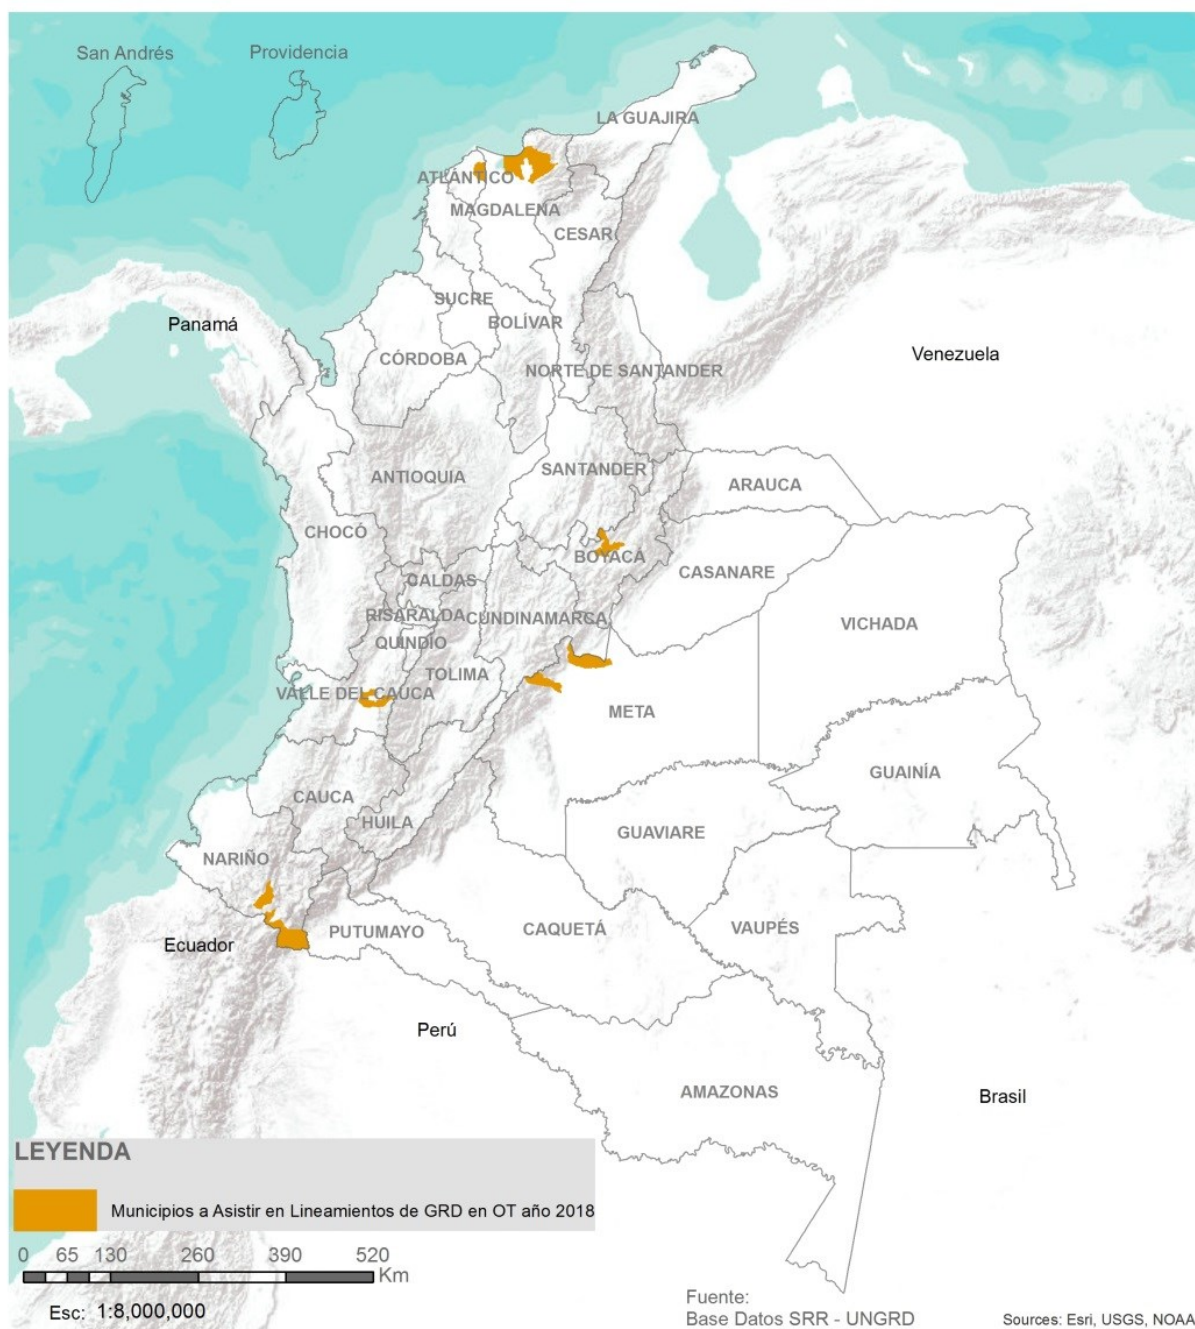 San Andrés
Providencia
LA GUAJIRA
ATLÁNTICO
MAGDALENA
CESAR
SUCRE
BOLÍVAR
Panamá
CÓRDOBA
NORTE DE SANTANDER
Venezuela
ANTIOQUIA
SANTANDER
ARAUCA
CHOCÓ
BOYACÁ
CASANARE
CALDAS
RISARALDA
CUNDINAMARCA
VICHADA
QUINDÍO
TOLIMA
VALLE DEL CAUCA
META
GUAINÍA
CAUCA
HUILA
GUAVIARE
NARIÑO
PUTUMAYO
CAQUETÁ
VAUPÉS
Ecuador
Perú
AMAZONAS
Brasil
LEYENDA
Municipios a Asistir en Lineamientos de GRD en OT año 2018
0 65 130 260 390 520
Km
Esc: 1:8,000,000
Fuente:
Base Datos SRR - UNGRD
Sources: Esri, USGS, NOAA